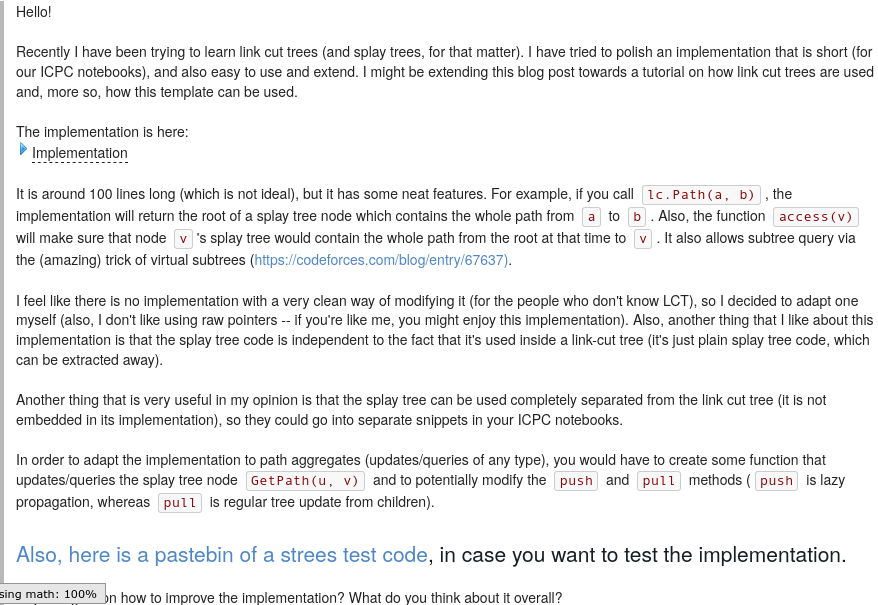 Hello!
Recently I have been trying to learn link cut trees (and splay trees, for that matter). I have tried to polish an implementation that is short (for
our ICPC notebooks), and also easy to use and extend. I might be extending this blog post towards a tutorial on how link cut trees are used
and, more so, how this template can be used.
The implementation is here:
Implementation
It is around 100 lines long (which is not ideal), but it has some neat features. For example, if you call lc.Path(a, b) , the
implementation will return the root of a splay tree node which contains the whole path from a to b . Also, the function access(v)
will make sure that node v 's splay tree would contain the whole path from the root at that time to v . It also allows subtree query via
the (amazing) trick of virtual subtrees (https://codeforces.com/blog/entry/67637).
I feel like there is no implementation with a very clean way of modifying it (for the people who don't know LCT), so I decided to adapt one
myself (also, I don't like using raw pointers -- if you're like me, you might enjoy this implementation). Also, another thing that I like about this
implementation is that the splay tree code is independent to the fact that it's used inside a link-cut tree (it's just plain splay tree code, which
can be extracted away).
Another thing that is very useful in my opinion is that the splay tree can be used completely separated from the link cut tree (it is not
embedded in its implementation), so they could go into separate snippets in your ICPC notebooks.
In order to adapt the implementation to path aggregates (updates/queries of any type), you would have to create some function that
updates/queries the splay tree node GetPath(u, v) and to potentially modify the push and pull methods ( push is lazy
propagation, whereas pull is regular tree update from children).
Also, here is a pastebin of a strees test code, in case you want to test the implementation.
sing math: 100%
on how to improve the implementation? What do you think about it overall?